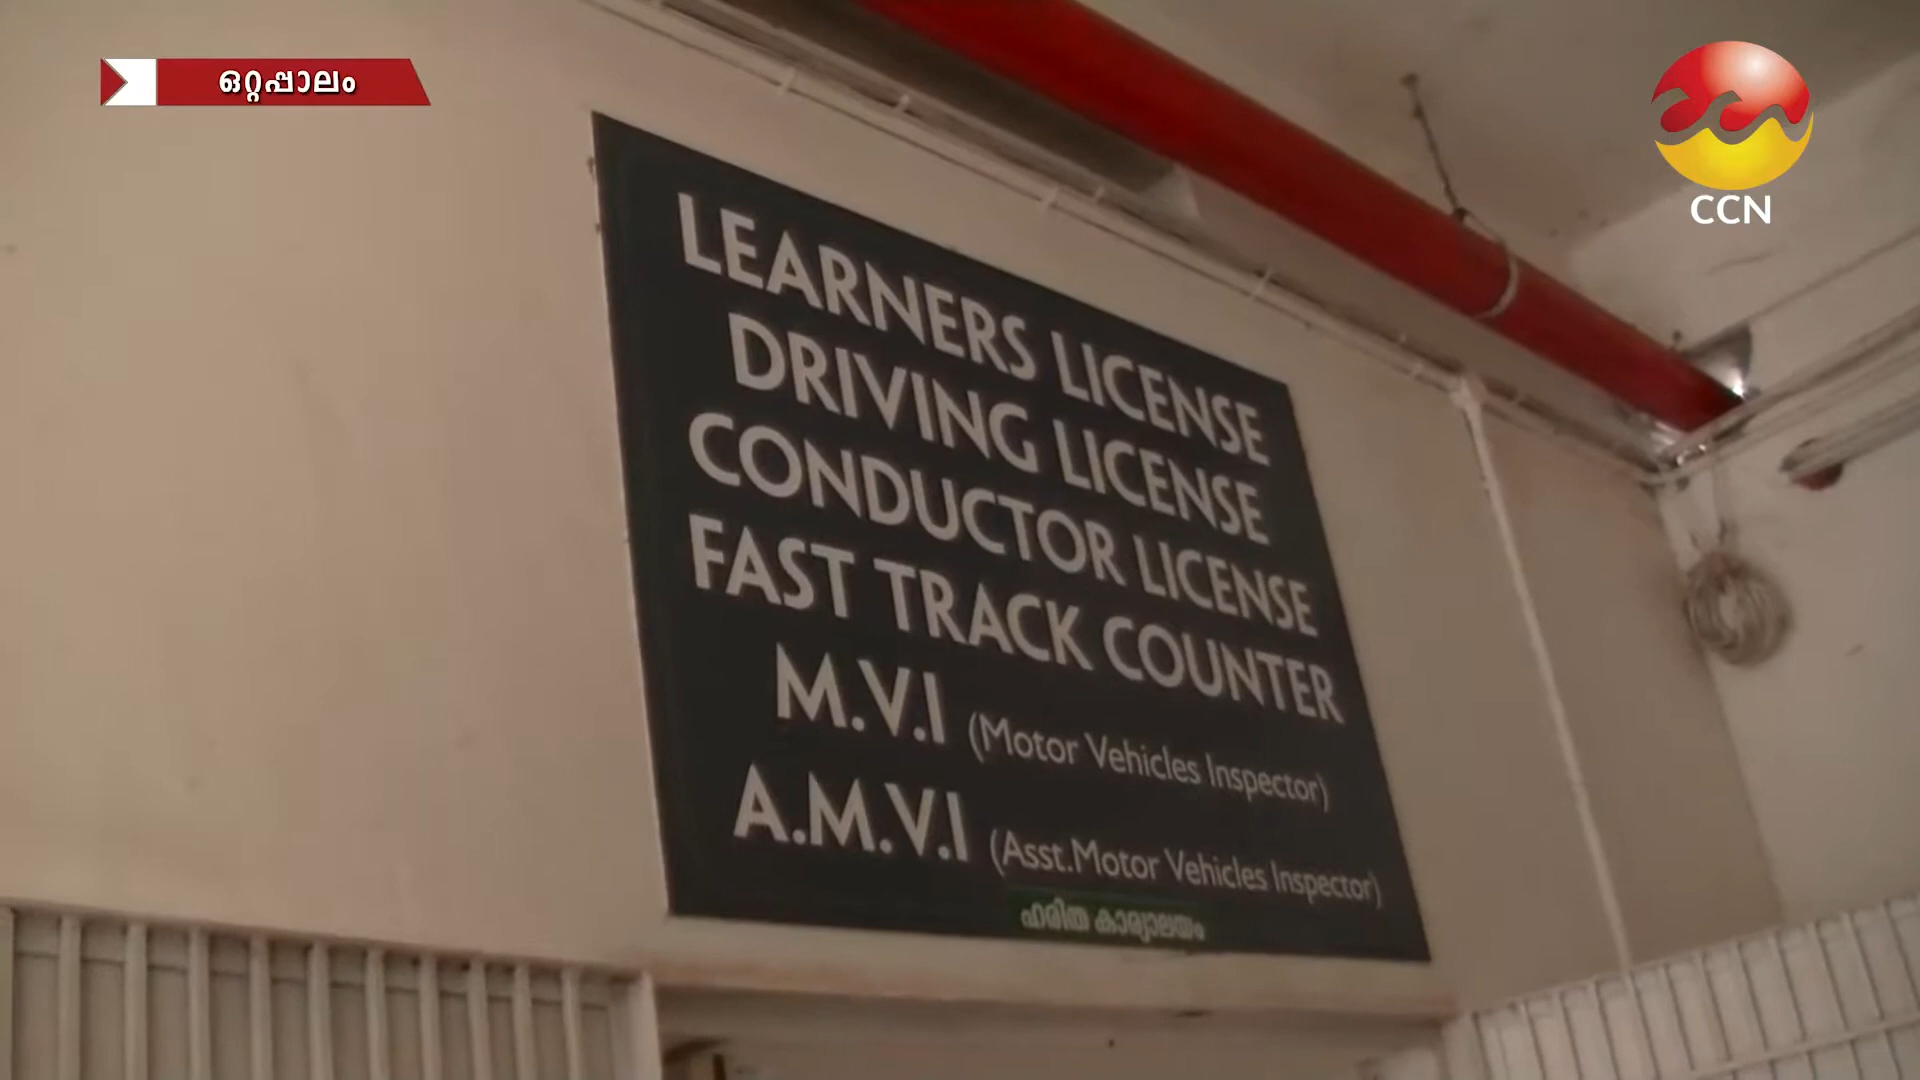 ഒറ്റപ്പാലം
CCN
LEARNERS LICENSE
DRIVING LICENSE
CONDUCTOR LICENSE
FAST TRACK COUNTER
M.V.I (Motor Vehicles Inspector)
A.M.V.I (Asst.Motor Vehicles Inspector)
ഹരിത കാര്യാലയം